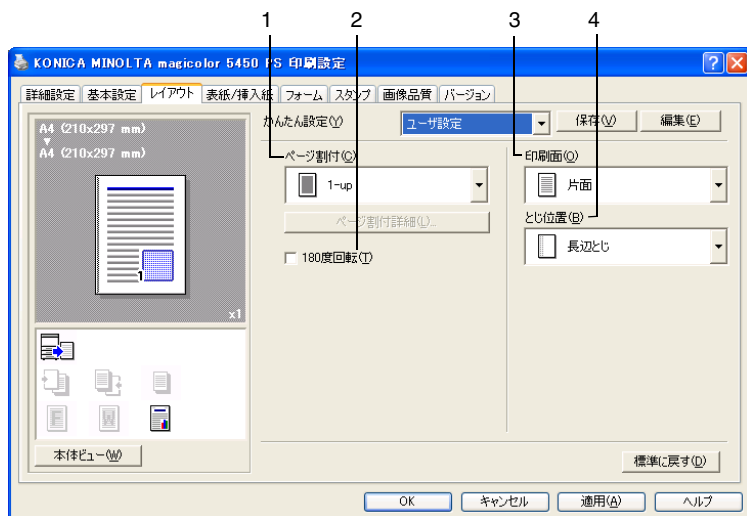 1 2 3 4
KONICA MINOLTA magicolor 5450 PS 印刷設定
詳細設定 基本設定 レイアウト 表紙/挿入紙 フォーム スタンプ 画像品質 バージョン
A4 (210x297 mm)
A4 (210x297 mm)
1
x1
本体ビュー(W)
かんたん設定(Y) ユーザ設定 保存(V) 編集(E)
ページ割付(C)
1-up
ページ割付詳細(L)...
180度回転(T)
印刷面(O)
片面
とじ位置(B)
長辺とじ
標準に戻す(D)
OK キャンセル 適用(A) ヘルプ